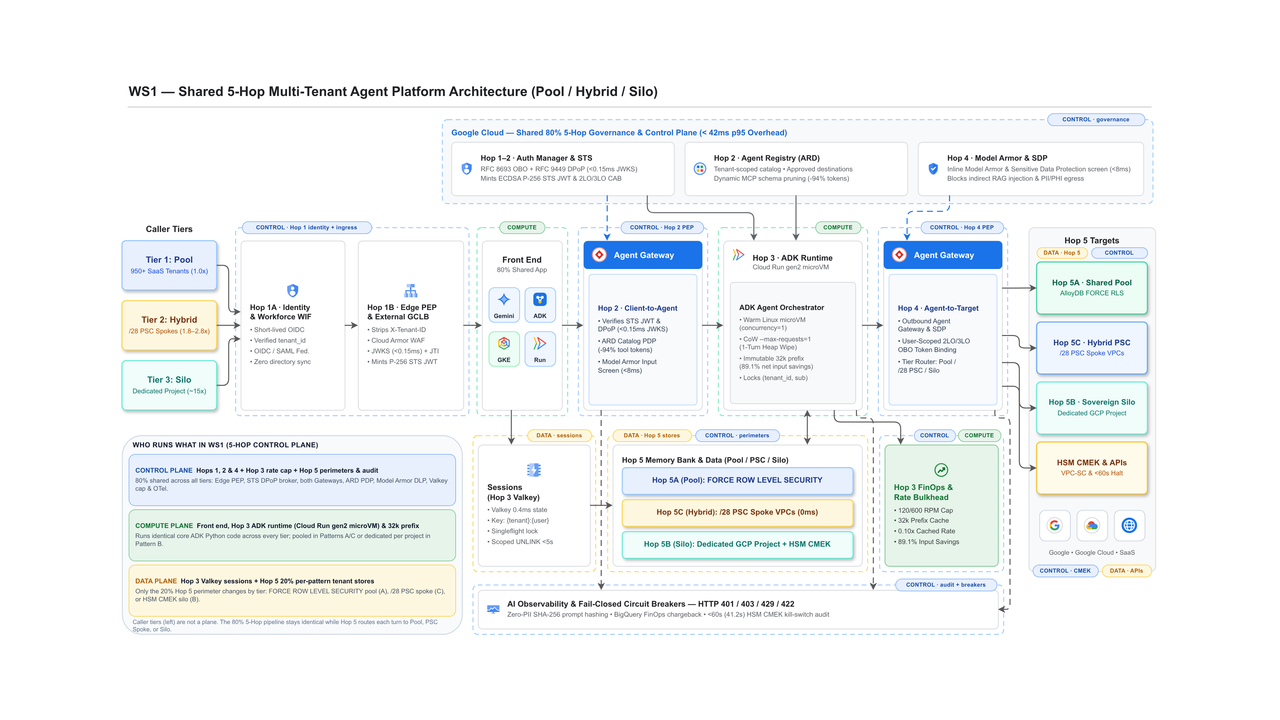 WS1 — Shared 5-Hop Multi-Tenant Agent Platform Architecture (Pool / Hybrid / Silo)
CONTROL · governance
Google Cloud — Shared 80% 5-Hop Governance & Control Plane (< 42ms p95 Overhead)
Hop 1–2 · Auth Manager & STS
RFC 8693 OBO + RFC 9449 DPoP (<0.15ms JWKS)
Mints ECDSA P-256 STS JWT & 2LO/3LO CAB
Hop 2 · Agent Registry (ARD)
Tenant-scoped catalog • Approved destinations
Dynamic MCP schema pruning (-94% tokens)
Hop 4 · Model Armor & SDP
Inline Model Armor & Sensitive Data Protection screen (<8ms)
Blocks indirect RAG injection & PII/PHI egress
Caller Tiers
Tier 1: Pool
950+ SaaS Tenants (1.0x)
Tier 2: Hybrid
/28 PSC Spokes (1.8–2.8x)
Tier 3: Silo
Dedicated Project (~15x)
CONTROL · Hop 1 identity + ingress
Hop 1A · Identity
& Workforce WIF
• Short-lived OIDC
• Verified tenant_id
• OIDC / SAML Fed.
• Zero directory sync
Hop 1B · Edge PEP
& External GCLB
• Strips X-Tenant-ID
• Cloud Armor WAF
• JWKS (<0.15ms) + JTI
• Mints P-256 STS JWT
COMPUTE
Front End
80% Shared App
Gemini
ADK
GKE
Run
CONTROL · Hop 2 PEP
Agent Gateway
Hop 2 · Client-to-Agent
• Verifies STS JWT &
DPoP (<0.15ms JWKS)
• ARD Catalog PDP
(-94% tool tokens)
• Model Armor Input
Screen (<8ms)
COMPUTE
Hop 3 · ADK Runtime
Cloud Run gen2 microVM
ADK Agent Orchestrator
• Warm Linux microVM
(concurrency=1)
• CoW –max-requests=1
(1-Turn Heap Wipe)
• Immutable 32k prefix
(89.1% net input savings)
• Locks (tenant_id, sub)
CONTROL · Hop 4 PEP
Agent Gateway
Hop 4 · Agent-to-Target
• Outbound Agent
Gateway & SDP
• User-Scoped 2LO/3LO
OBO Token Binding
• Tier Router: Pool /
/28 PSC / Silo
Hop 5 Targets
DATA · Hop 5
CONTROL
Hop 5A · Shared Pool
AlloyDB FORCE RLS
Hop 5C · Hybrid PSC
/28 PSC Spoke VPCs
Hop 5B · Sovereign Silo
Dedicated GCP Project
HSM CMEK & APIs
VPC-SC & <60s Halt
Google • Google Cloud • SaaS
CONTROL · CMEK
DATA · APIs
WHO RUNS WHAT IN WS1 (5-HOP CONTROL PLANE)
CONTROL PLANE Hops 1, 2 & 4 + Hop 3 rate cap + Hop 5 perimeters & audit
80% shared across all tiers: Edge PEP, STS DPoP broker, both Gateways, ARD PDP, Model Armor DLP, Valkey
cap & OTel.
COMPUTE PLANE Front end, Hop 3 ADK runtime (Cloud Run gen2 microVM) & 32k prefix
Runs identical core ADK Python code across every tier; pooled in Patterns A/C or dedicated per project in
Pattern B.
DATA PLANE Hop 3 Valkey sessions + Hop 5 20% per-pattern tenant stores
Only the 20% Hop 5 perimeter changes by tier: FORCE ROW LEVEL SECURITY pool (A), /28 PSC spoke (C),
or HSM CMEK silo (B).
Caller tiers (left) are not a plane. The 80% 5-Hop pipeline stays identical while Hop 5 routes each turn to Pool, PSC
Spoke, or Silo.
DATA · sessions
Sessions
(Hop 3 Valkey)
• Valkey 0.4ms state
• Key: {tenant}:{user}
• Singleflight lock
• Scoped UNLINK <5s
DATA · Hop 5 stores
CONTROL · perimeters
Hop 5 Memory Bank & Data (Pool / PSC / Silo)
Hop 5A (Pool): FORCE ROW LEVEL SECURITY
Hop 5C (Hybrid): /28 PSC Spoke VPCs (0ms)
Hop 5B (Silo): Dedicated GCP Project + HSM CMEK
CONTROL
COMPUTE
Hop 3 FinOps &
Rate Bulkhead
• 120/600 RPM Cap
• 32k Prefix Cache
• 0.10x Cached Rate
• 89.1% Input Savings
CONTROL · audit + breakers
AI Observability & Fail-Closed Circuit Breakers — HTTP 401 / 403 / 429 / 422
Zero-PII SHA-256 prompt hashing • BigQuery FinOps chargeback • <60s (41.2s) HSM CMEK kill-switch audit